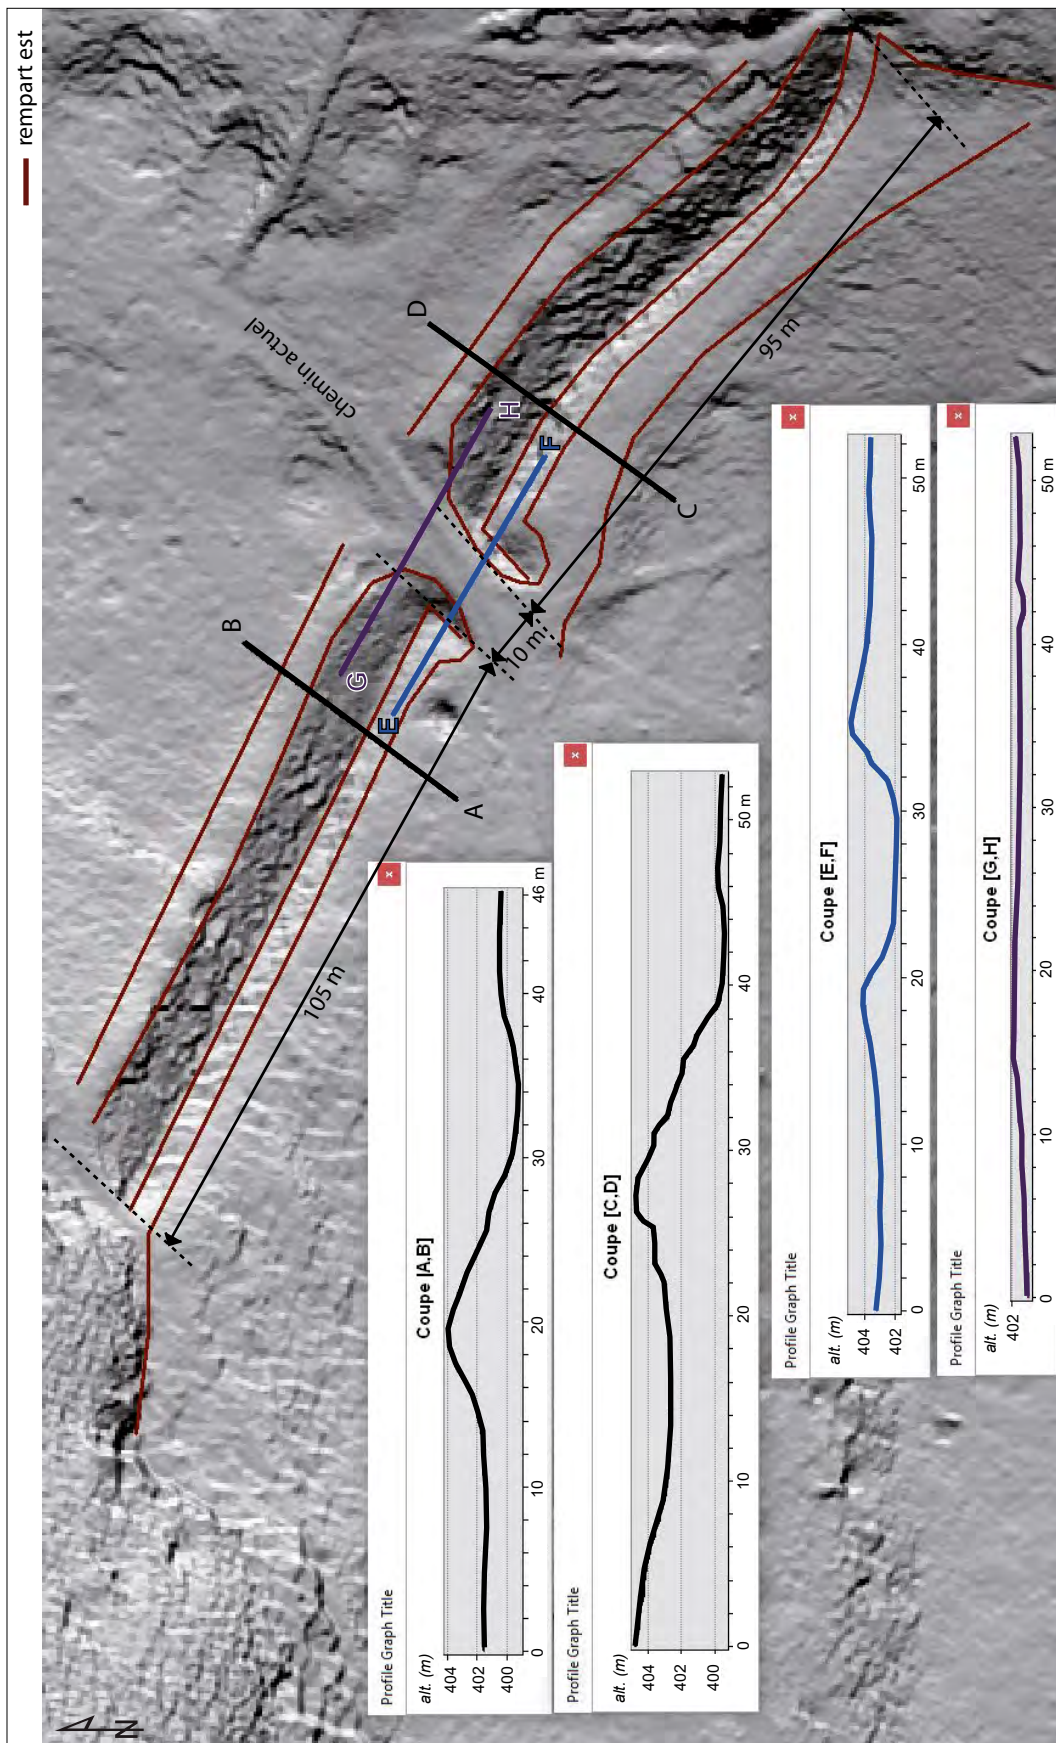 rempart est
N
chemin actuel
A
B
C
D
E
F
G
H
105 m
10 m
95 m
x
Profile Graph Title
Coupe [A,B]
alt. (m)
404
402
400
0 10 20 30 40 46 m
x
Profile Graph Title
Coupe [C,D]
alt. (m)
404
402
400
0 10 20 30 40 50 m
x
Profile Graph Title
Coupe [E,F]
alt. (m)
404
402
0 10 20 30 40 50 m
x
Profile Graph Title
Coupe [G,H]
alt. (m)
402
0 10 20 30 40 50 m